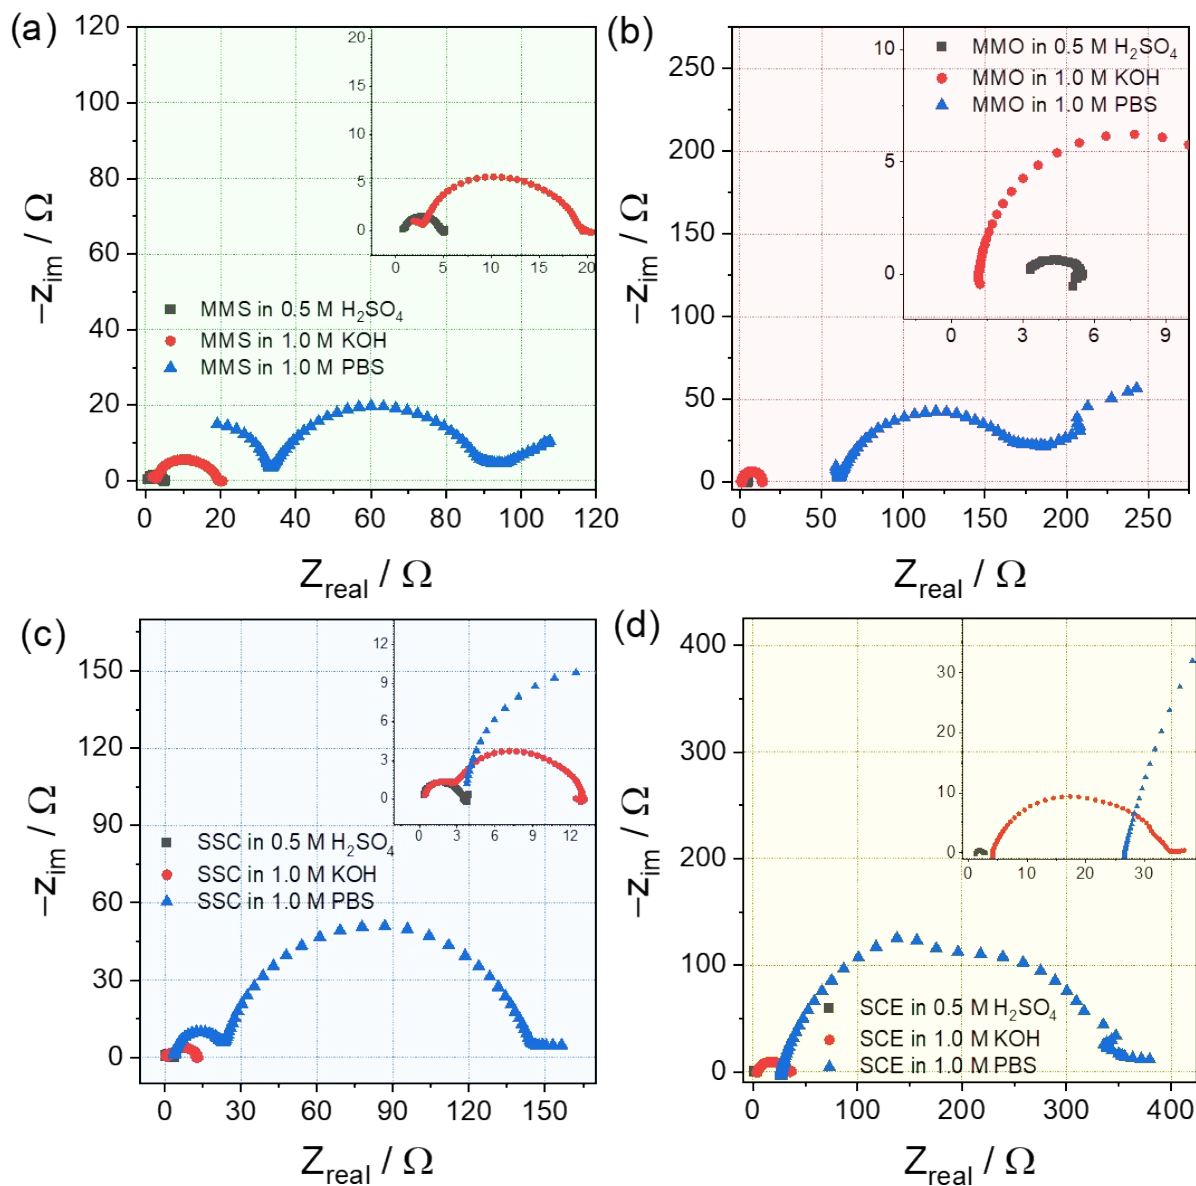 (a)
120
100
80
60
40
20
0
−z_im / Ω
20
15
10
5
0
0 5 10 15 20
MMS in 0.5 M H₂SO₄
MMS in 1.0 M KOH
MMS in 1.0 M PBS
0 20 40 60 80 100 120
Z_real / Ω
(b)
250
200
150
100
50
0
−z_im / Ω
10
5
0
0 3 6 9
MMO in 0.5 M H₂SO₄
MMO in 1.0 KOH
MMO in 1.0 PBS
0 50 100 150 200 250
Z_real / Ω
(c)
150
120
90
60
30
0
−z_im / Ω
12
9
6
3
0
0 3 6 9 12
SSC in 0.5 M H₂SO₄
SSC in 1.0 M KOH
SSC in 1.0 M PBS
0 30 60 90 120 150
Z_real / Ω
(d)
400
300
200
100
0
−z_im / Ω
30
20
10
0
0 10 20 30
SCE in 0.5 M H₂SO₄
SCE in 1.0 M KOH
SCE in 1.0 M PBS
0 100 200 300 400
Z_real / Ω